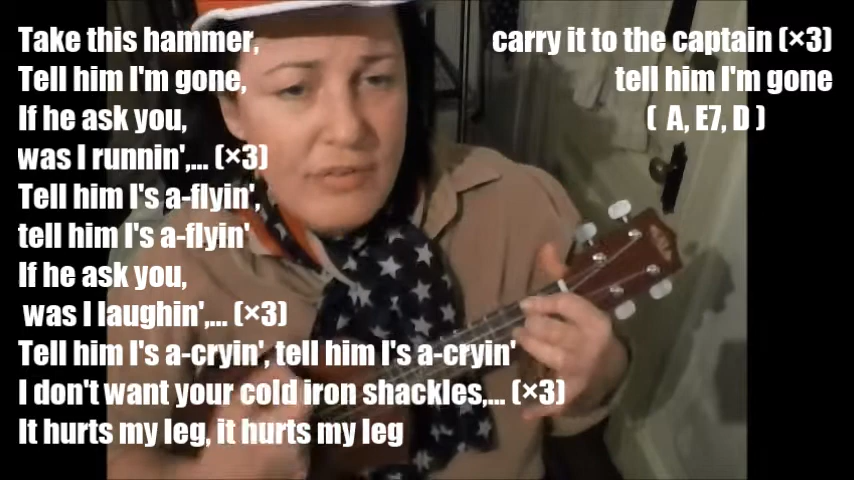 Take this hammer, carry it to the captain (×3)
Tell him I'm gone, tell him I'm gone
If he ask you, ( A, E7, D )
was I runnin',... (×3)
Tell him I's a-flyin',
tell him I's a-flyin'
If he ask you,
was I laughin',... (×3)
Tell him I's a-cryin', tell him I's a-cryin'
I don't want your cold iron shackles,... (×3)
It hurts my leg, it hurts my leg